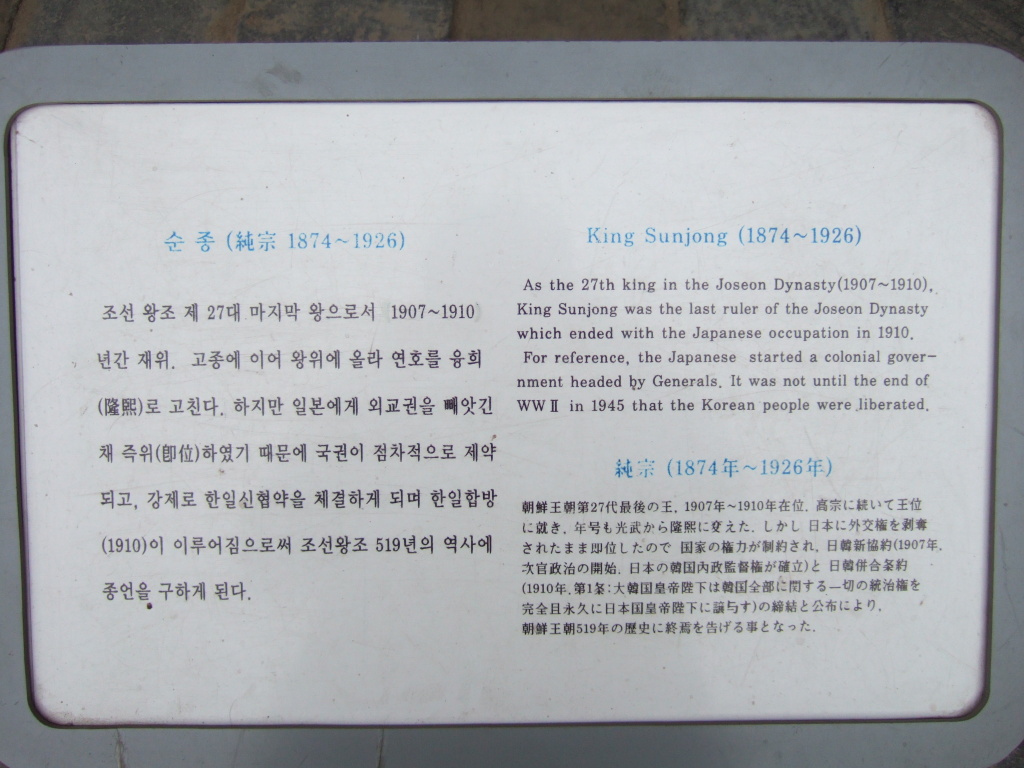 순 종 (純宗 1874~1926)
조선 왕조 제 27대 마지막 왕으로서 1907~1910
년간 재위. 고종에 이어 왕위에 올라 연호를 융희
(隆熙)로 고친다. 하지만 일본에게 외교권을 빼앗긴
채 즉위(卽位)하였기 때문에 국권이 점차적으로 제약
되고, 강제로 한일신협약을 체결하게 되며 한일합방
(1910)이 이루어짐으로써 조선왕조 519년의 역사에
종언을 구하게 된다.
King Sunjong (1874~1926)
As the 27th king in the Joseon Dynasty(1907~1910),
King Sunjong was the last ruler of the Joseon Dynasty
which ended with the Japanese occupation in 1910.
For reference, the Japanese started a colonial gover-
nment headed by Generals. It was not until the end of
WWⅡ in 1945 that the Korean people were liberated.
純宗 (1874年~1926年)
朝鮮王朝第27代最後の王. 1907年~1910年在位. 高宗に続いて王位
に就き, 年号も光武から隆熙に変えた. しかし 日本に外交権を剥奪
されたまま即位したので 国家の権力が制約され, 日韓新協約(1907年.
次官政治の開始. 日本の韓国内政監督権が確立)と 日韓併合条約
(1910年. 第1条:大韓国皇帝陛下は韓国全部に関する一切の統治権を
完全且永久に日本国皇帝陛下に譲与す)の締結と公布により,
朝鮮王朝519年の歴史に終焉を告げる事となった.